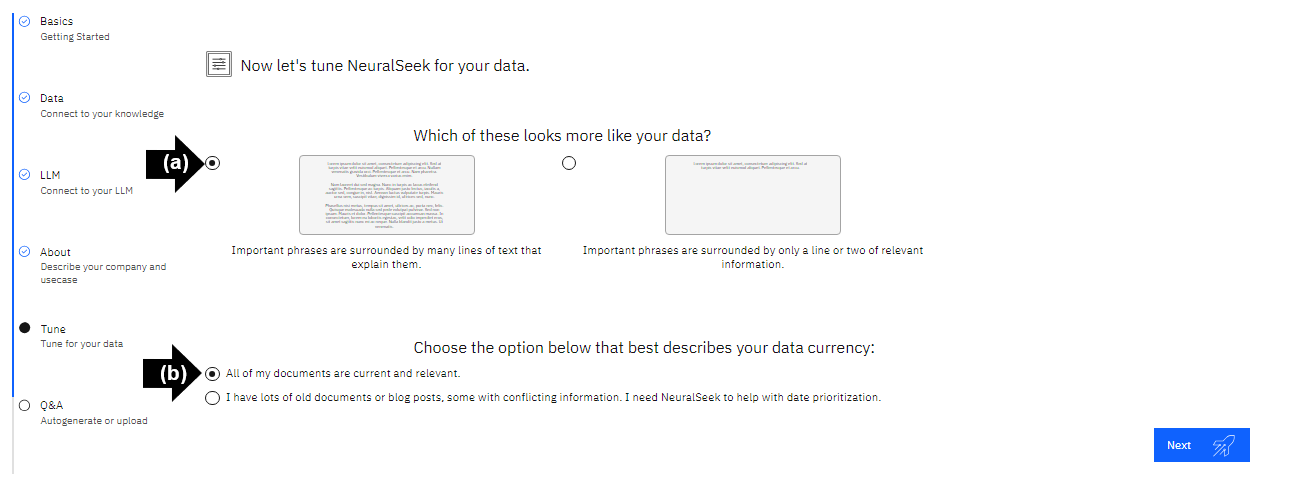 Basics
Getting Started
Now let's tune NeuralSeek for your data.
Data
Connect to your knowledge
Which of these looks more like your data?
(a)
LLM
Connect to your LLM
Important phrases are surrounded by many lines of text that
explain them.
Important phrases are surrounded by only a line or two of relevant
information.
About
Describe your company and
usecase
Tune
Tune for your data
Choose the option below that best describes your data currency:
(b)
All of my documents are current and relevant.
I have lots of old documents or blog posts, some with conflicting information. I need NeuralSeek to help with date prioritization.
Q&A
Autogenerate or upload
Next